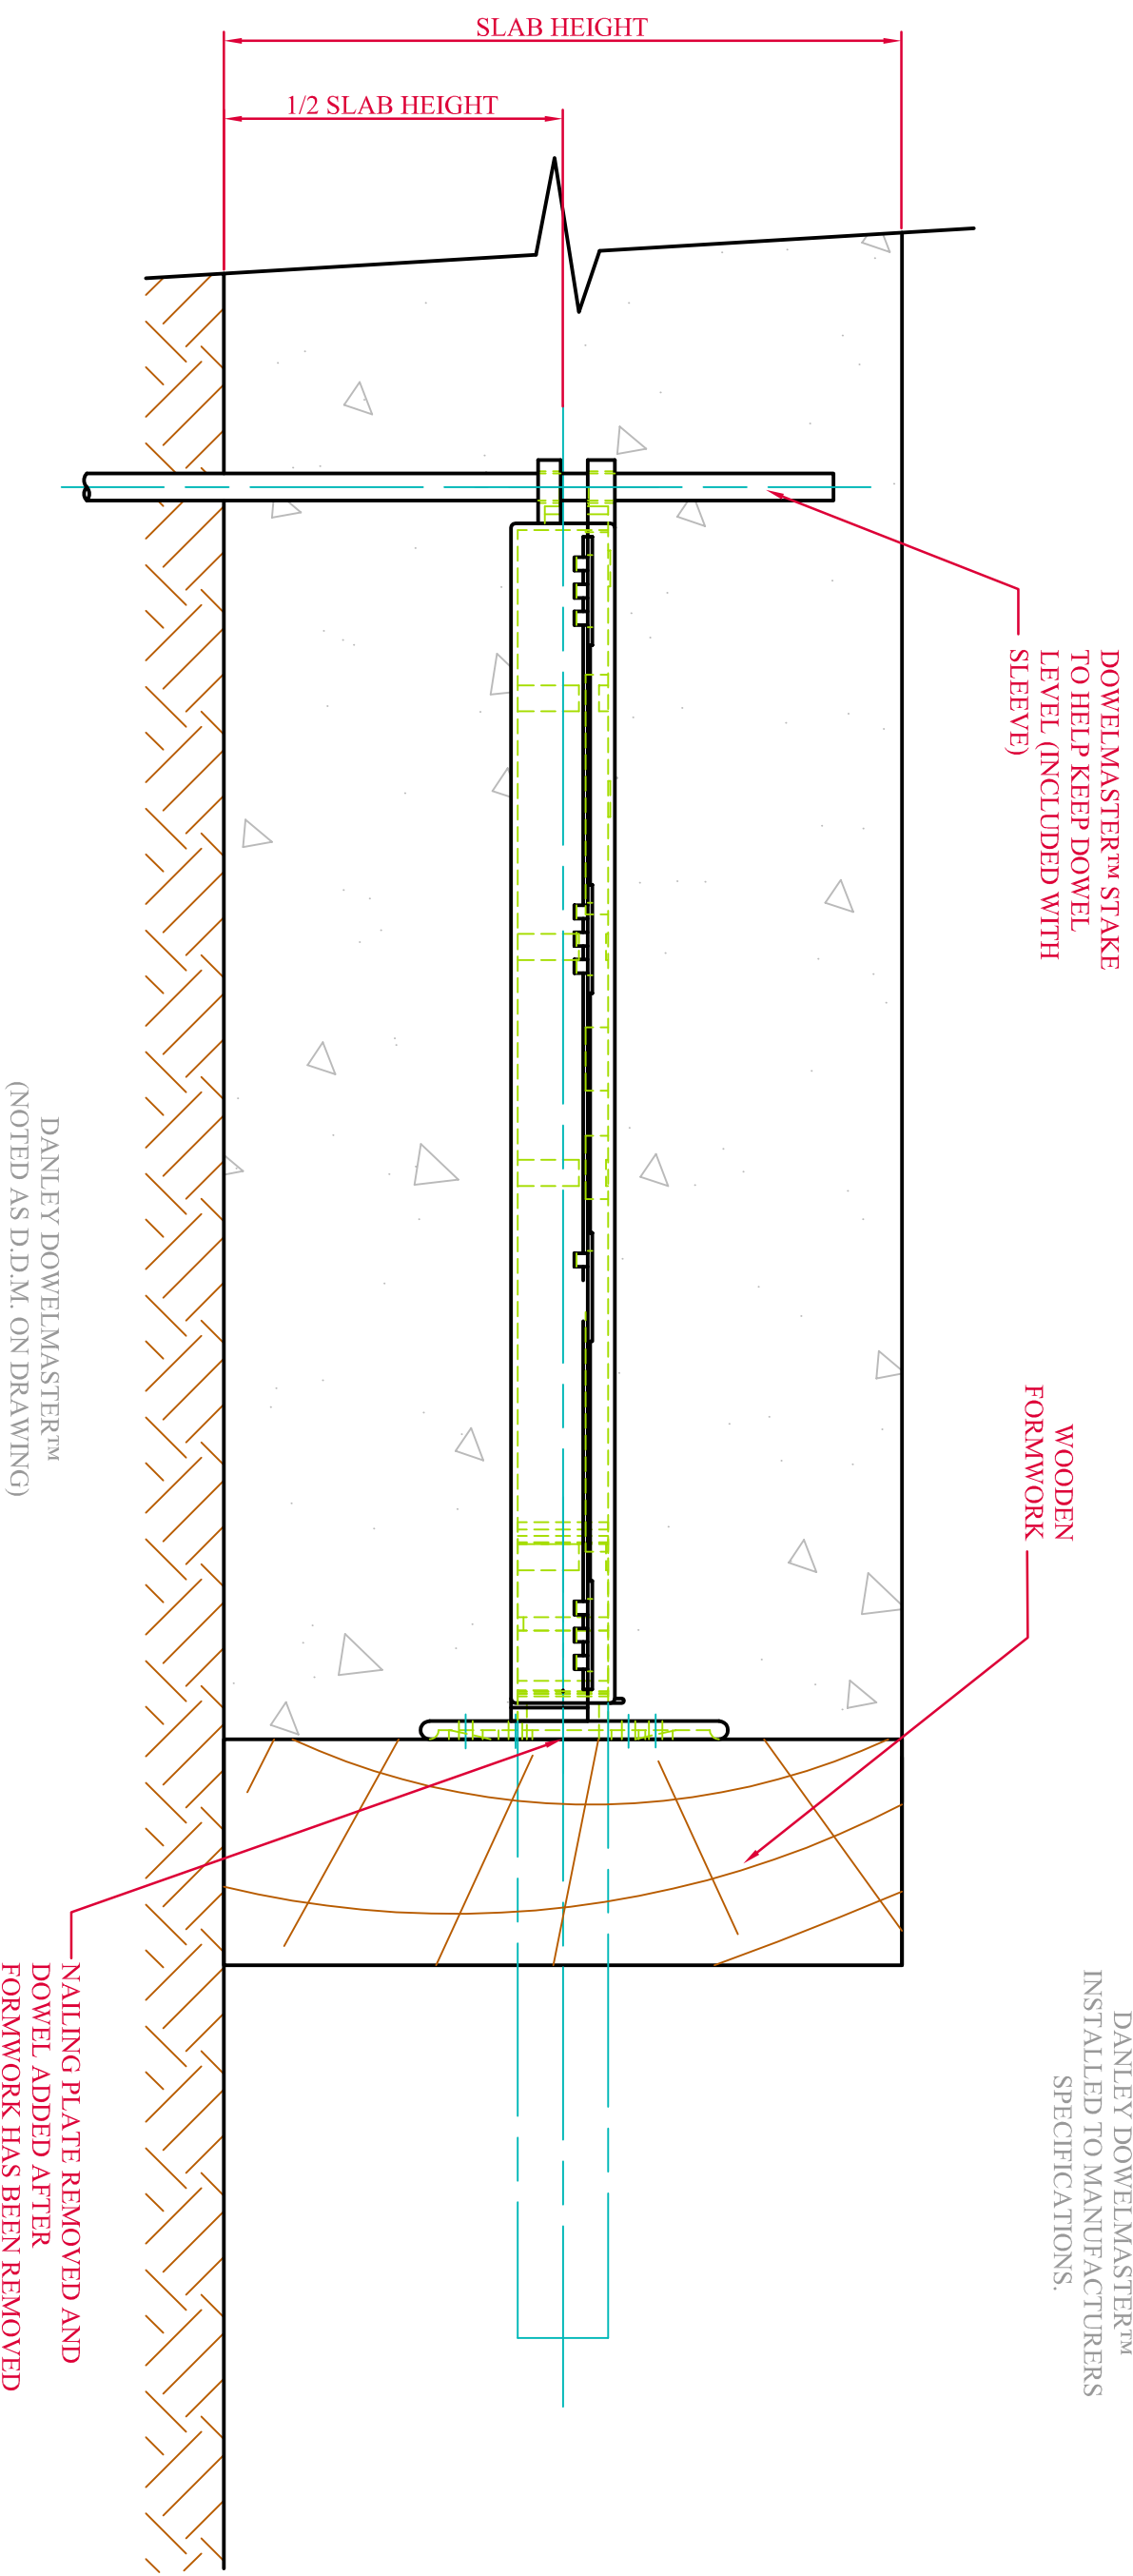 SLAB HEIGHT
1/2 SLAB HEIGHT
DOWELMASTER™ STAKE
TO HELP KEEP DOWEL
LEVEL (INCLUDED WITH
SLEEVE)
WOODEN
FORMWORK
DANLEY DOWELMASTER™
INSTALLED TO MANUFACTURERS
SPECIFICATIONS.
NAILING PLATE REMOVED AND
DOWEL ADDED AFTER
FORMWORK HAS BEEN REMOVED
DANLEY DOWELMASTER™
(NOTED AS D.D.M. ON DRAWING)